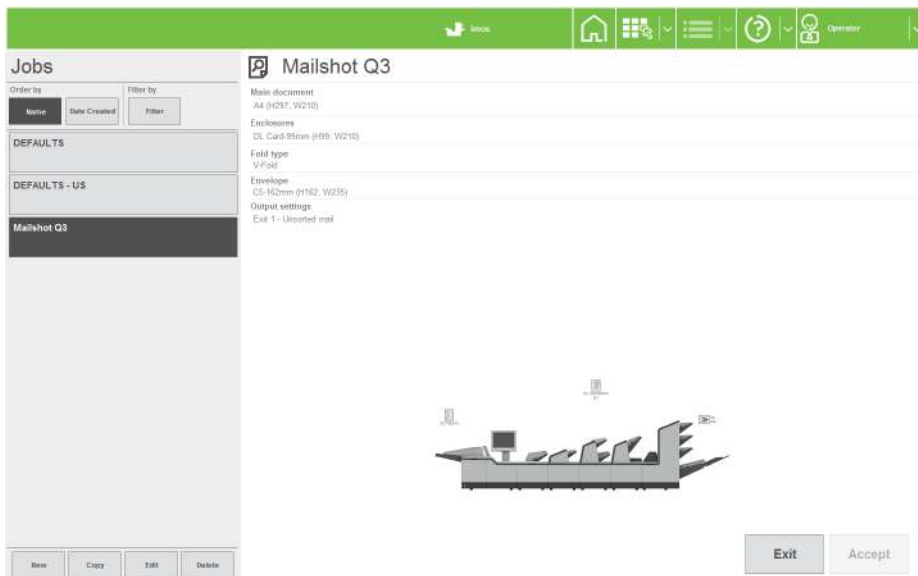 imos
Operator
Jobs
Order by
Filter by
Name
Date Created
Filter
DEFAULTS
DEFAULTS - US
Mailshot Q3
New
Copy
Edit
Delete
Mailshot Q3
Main document
A4 (H297, W210)
Enclosures
DL Card-99mm (H99, W210)
Fold type
V-Fold
Envelope
C5-162mm (H162, W235)
Output settings
Exit 1 - Unsorted mail
Exit
Accept